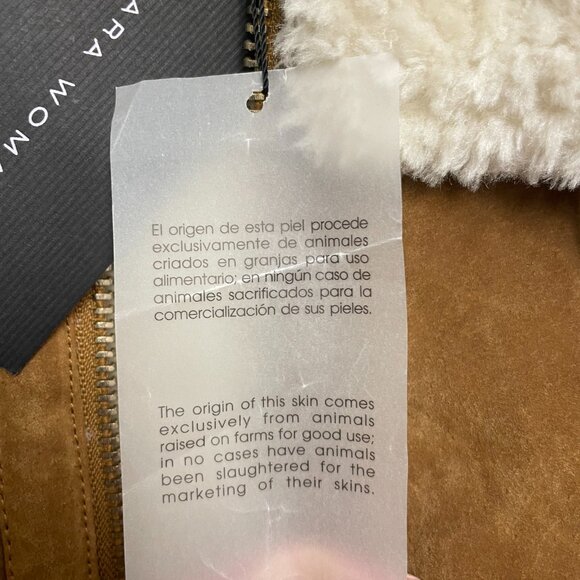 ZARA WOMA
El origen de esta piel procede
exclusivamente de animales
criados en granjas para uso
alimentario; en ningún caso de
animales sacrificados para la
comercialización de sus pieles.
The origin of this skin comes
exclusively from animals
raised on farms for good use;
in no cases have animals
been slaughtered for the
marketing of their skins.